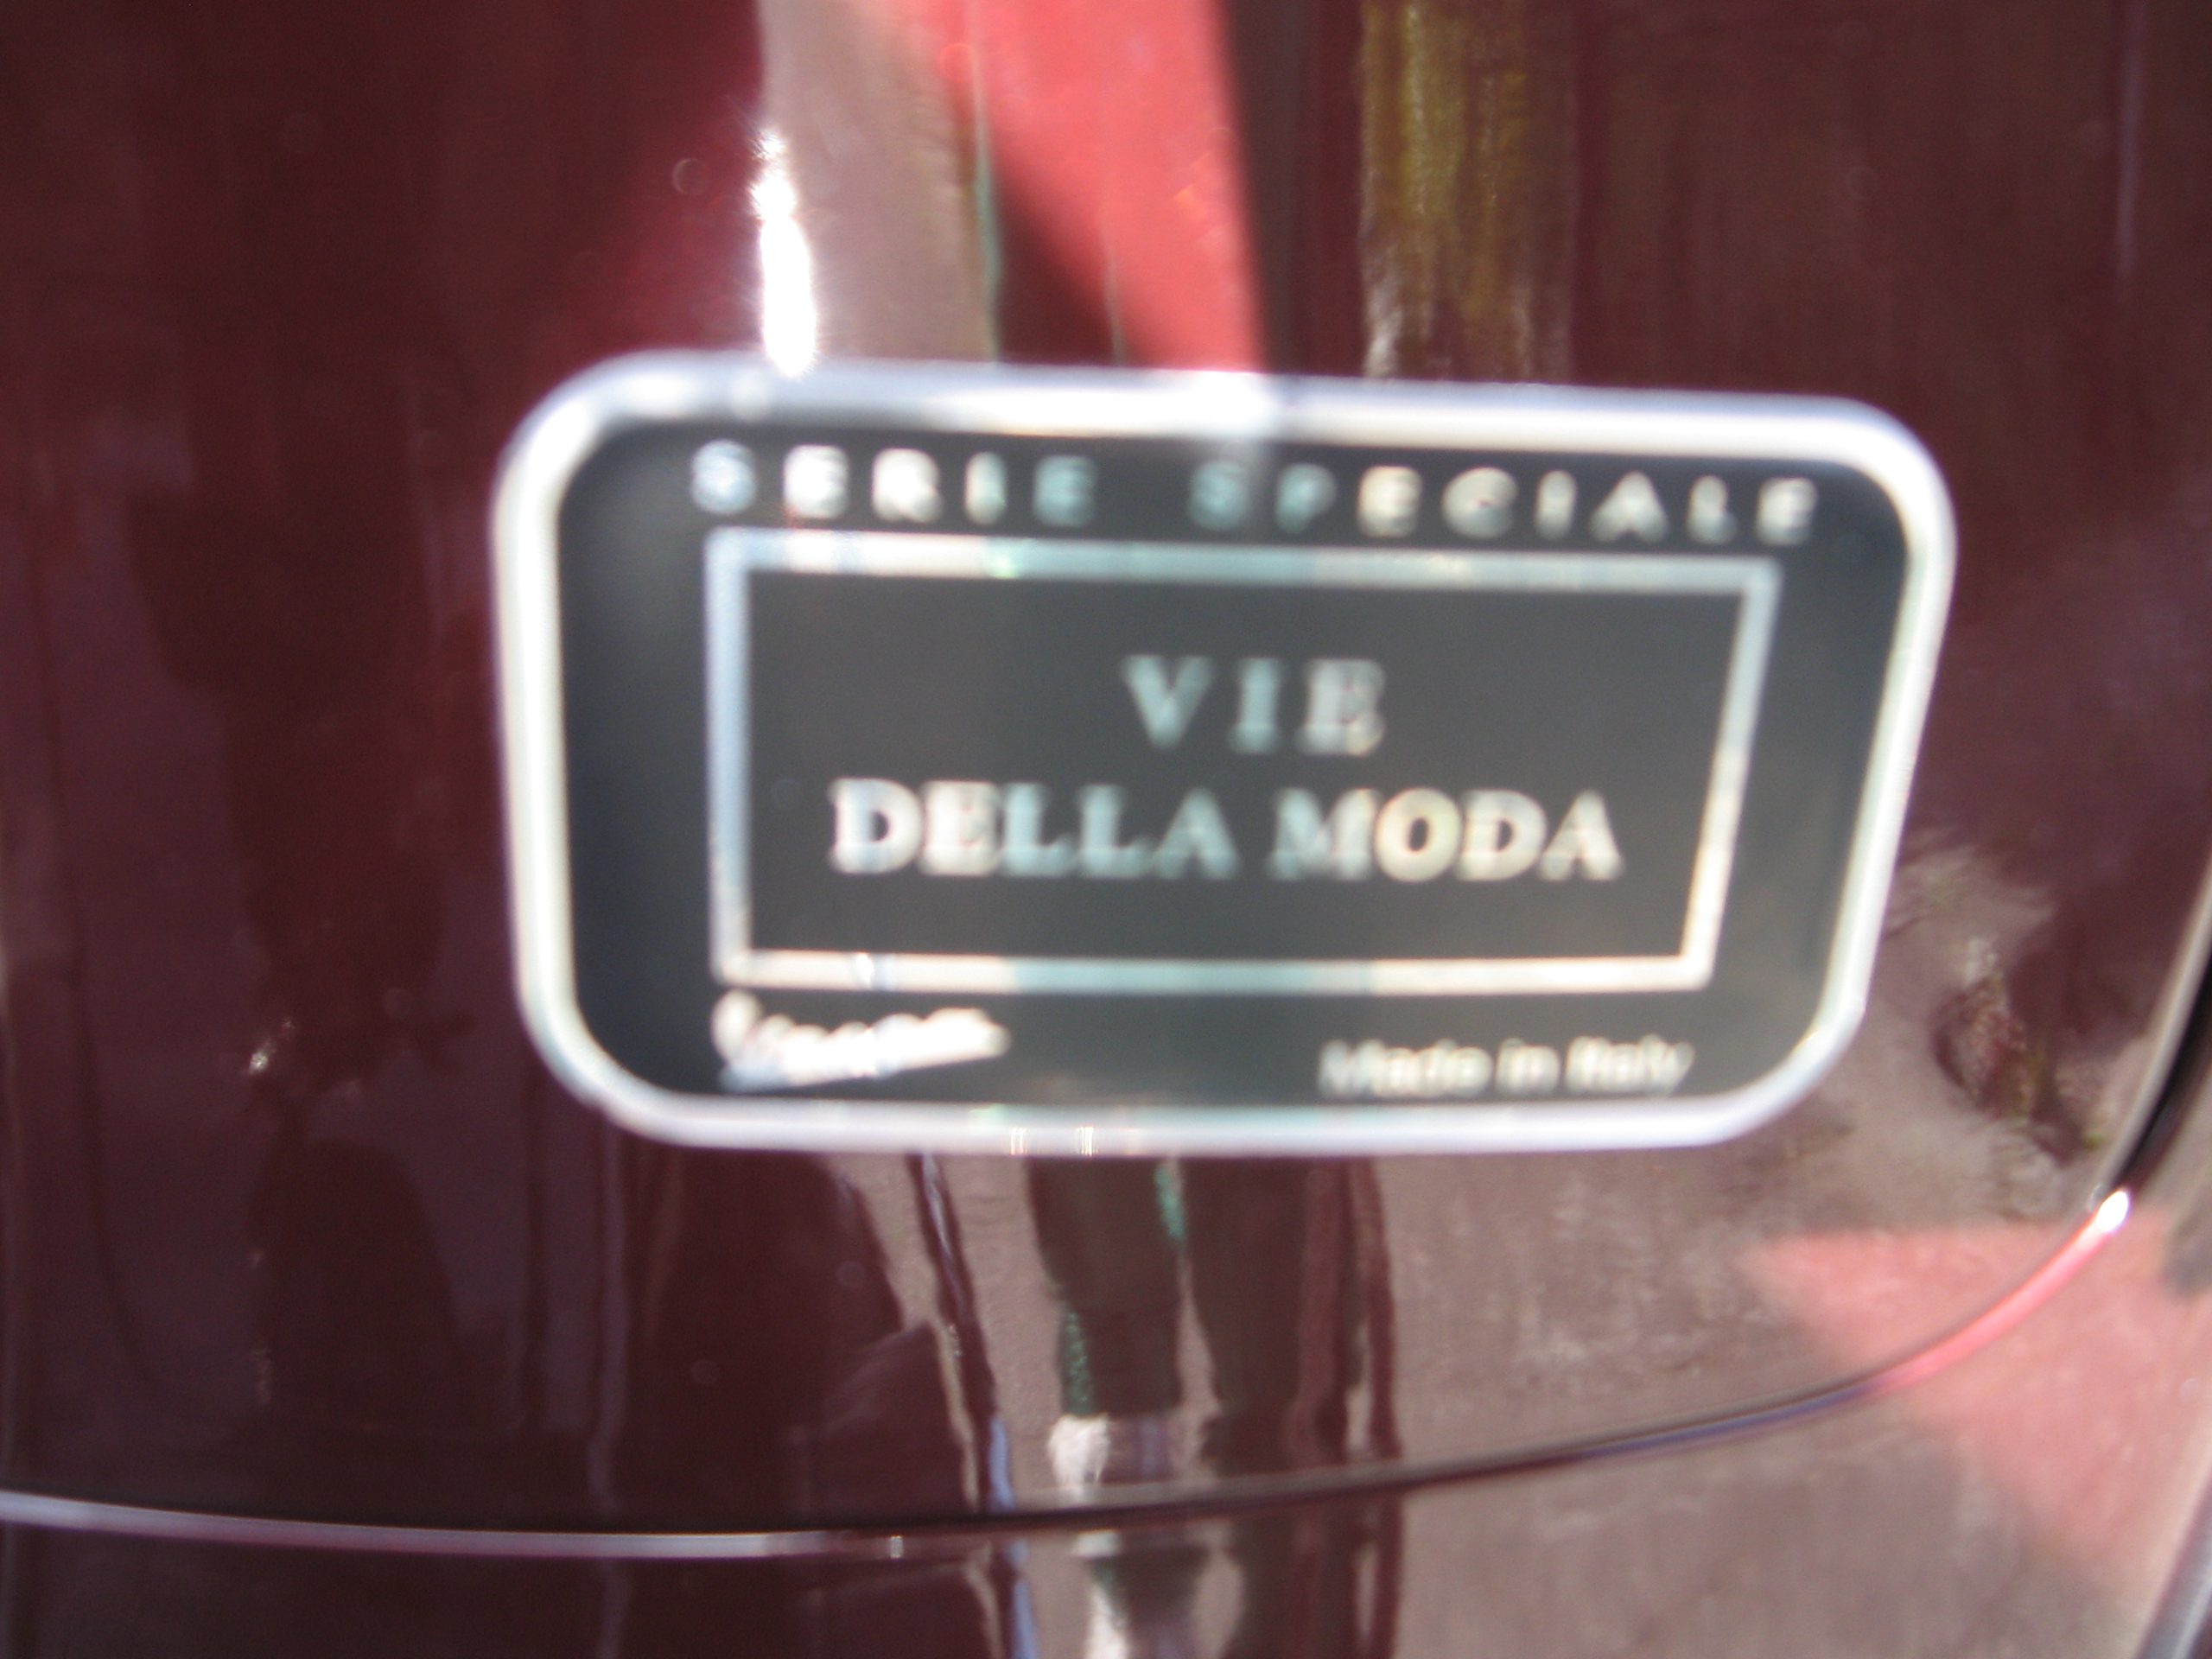 SERIE SPECIALE
VIE
DELLA MODA
Vespa
Made in Italy